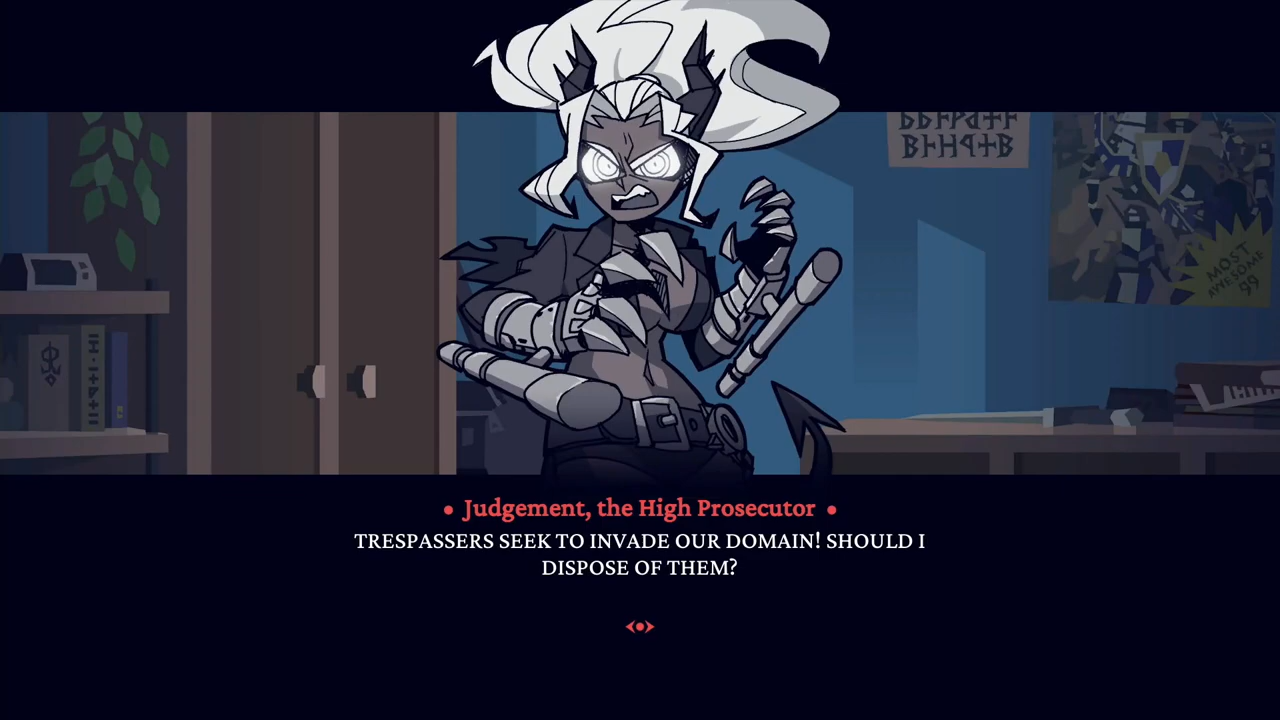 MOST
AWESOME
99
• Judgement, the High Prosecutor •
TRESPASSERS SEEK TO INVADE OUR DOMAIN! SHOULD I
DISPOSE OF THEM?